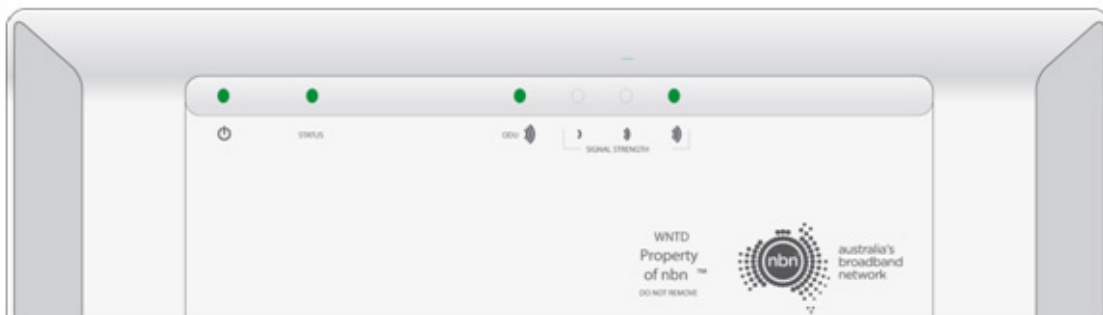 STATUS
ODU
SIGNAL STRENGTH
WNTD
Property
of nbn ™
DO NOT REMOVE
nbn
australia's
broadband
network